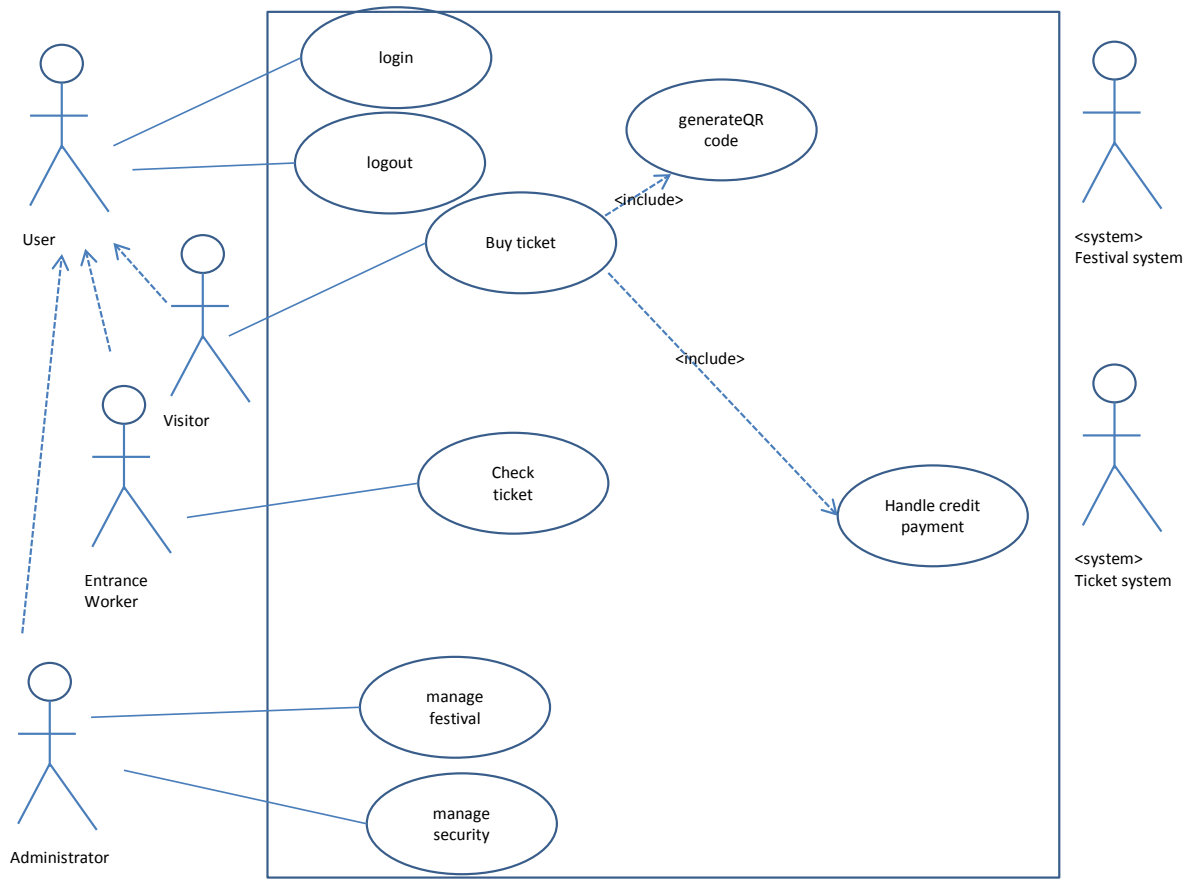 login
generateQR
code
logout
<include>
User
Buy ticket
<system>
Festival system
<include>
Visitor
Check
ticket
Handle credit
payment
<system>
Ticket system
Entrance
Worker
manage
festival
manage
security
Administrator